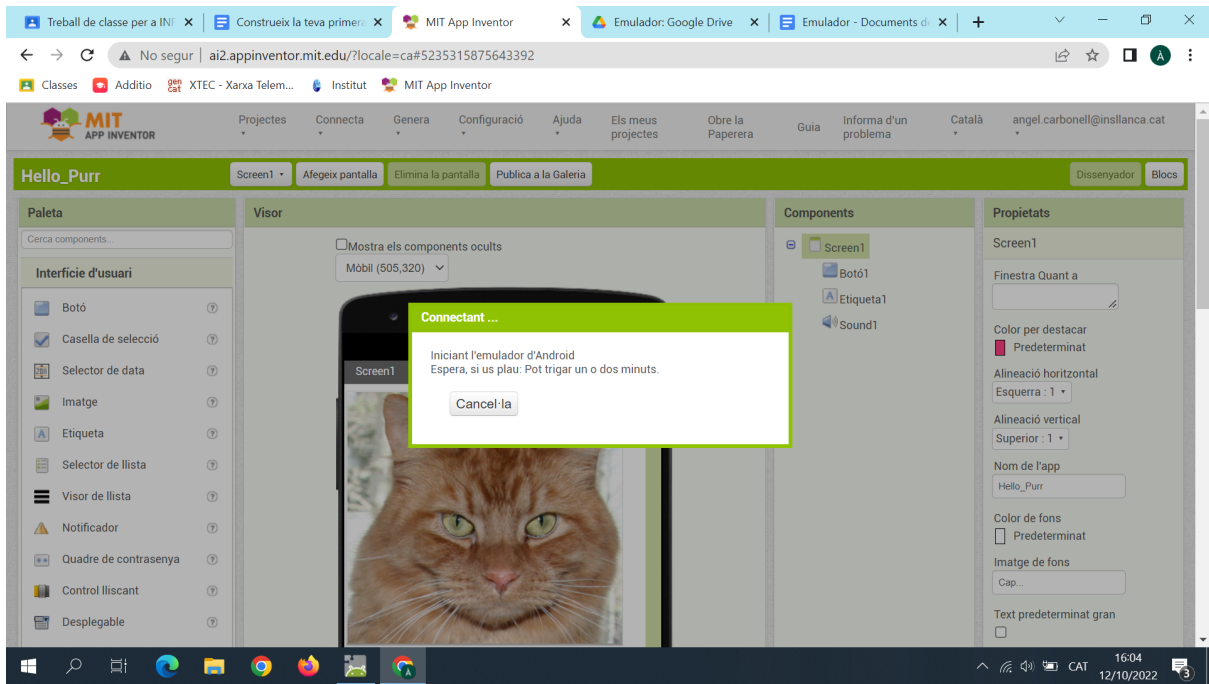 Treball de classe per a INF
Construeix la teva primera
MIT App Inventor
Emulador: Google Drive
Emulador - Documents de
No segur
ai2.appinventor.mit.edu/?locale=ca#5235315875643392
À
Classes
Additio
gen cat
XTEC - Xarxa Telem...
Institut
MIT App Inventor
MIT
APP INVENTOR
Projectes
Connecta
Genera
Configuració
Ajuda
Els meus
projectes
Obre la
Paperera
Guia
Informa d'un
problema
Català
angel.carbonell@insllanca.cat
Hello_Purr
Screen1
Afegeix pantalla
Elimina la pantalla
Publica a la Galeria
Dissenyador
Blocs
Paleta
Cerca components...
Interfície d'usuari
Botó
Casella de selecció
Selector de data
Imatge
Etiqueta
Selector de llista
Visor de llista
Notificador
Quadre de contrasenya
Control lliscant
Desplegable
Visor
Mostra els components ocults
Mòbil (505,320)
Screen1
Connectant ...
Iniciant l'emulador d'Android
Espera, si us plau: Pot trigar un o dos minuts.
Cancel·la
Components
Screen1
Botó1
Etiqueta1
Sound1
Propietats
Screen1
Finestra Quant a
Color per destacar
Predeterminat
Alineació horitzontal
Esquerra : 1
Alineació vertical
Superior : 1
Nom de l'app
Hello_Purr
Color de fons
Predeterminat
Imatge de fons
Cap...
Text predeterminat gran
CAT
16:04
12/10/2022
3